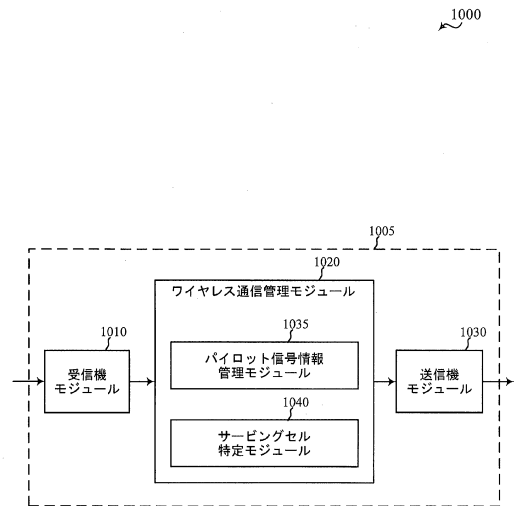 1000
1005
1020
ワイヤレス通信管理モジュール
1010
受信機
モジュール
1035
パイロット信号情報
管理モジュール
1040
サービングセル
特定モジュール
1030
送信機
モジュール